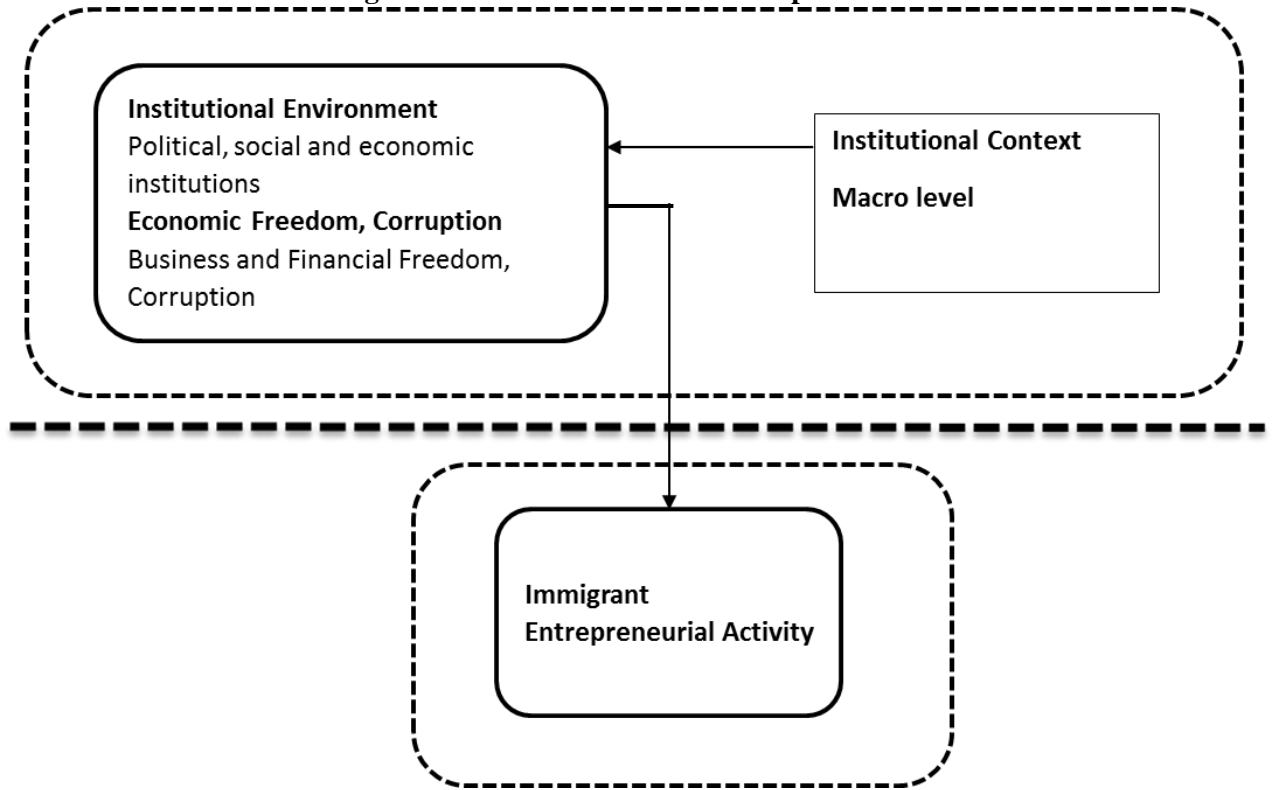 Institutional Environment
Political, social and economic
institutions
Economic Freedom, Corruption
Business and Financial Freedom,
Corruption
Institutional Context
Macro level
Immigrant
Entrepreneurial Activity